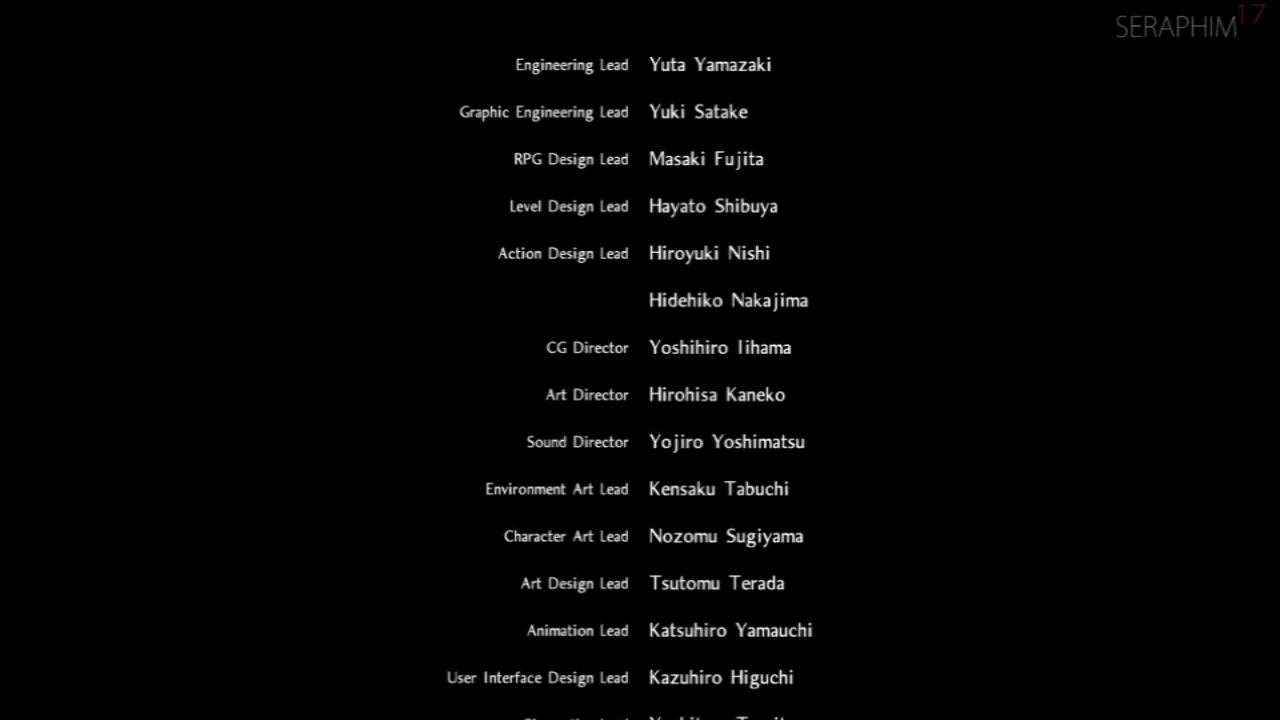 SERAPHIM17
Engineering Lead Yuta Yamazaki
Graphic Engineering Lead Yuki Satake
RPG Design Lead Masaki Fujita
Level Design Lead Hayato Shibuya
Action Design Lead Hiroyuki Nishi
Hidehiko Nakajima
CG Director Yoshihiro Iihama
Art Director Hirohisa Kaneko
Sound Director Yojiro Yoshimatsu
Environment Art Lead Kensaku Tabuchi
Character Art Lead Nozomu Sugiyama
Art Design Lead Tsutomu Terada
Animation Lead Katsuhiro Yamauchi
User Interface Design Lead Kazuhiro Higuchi